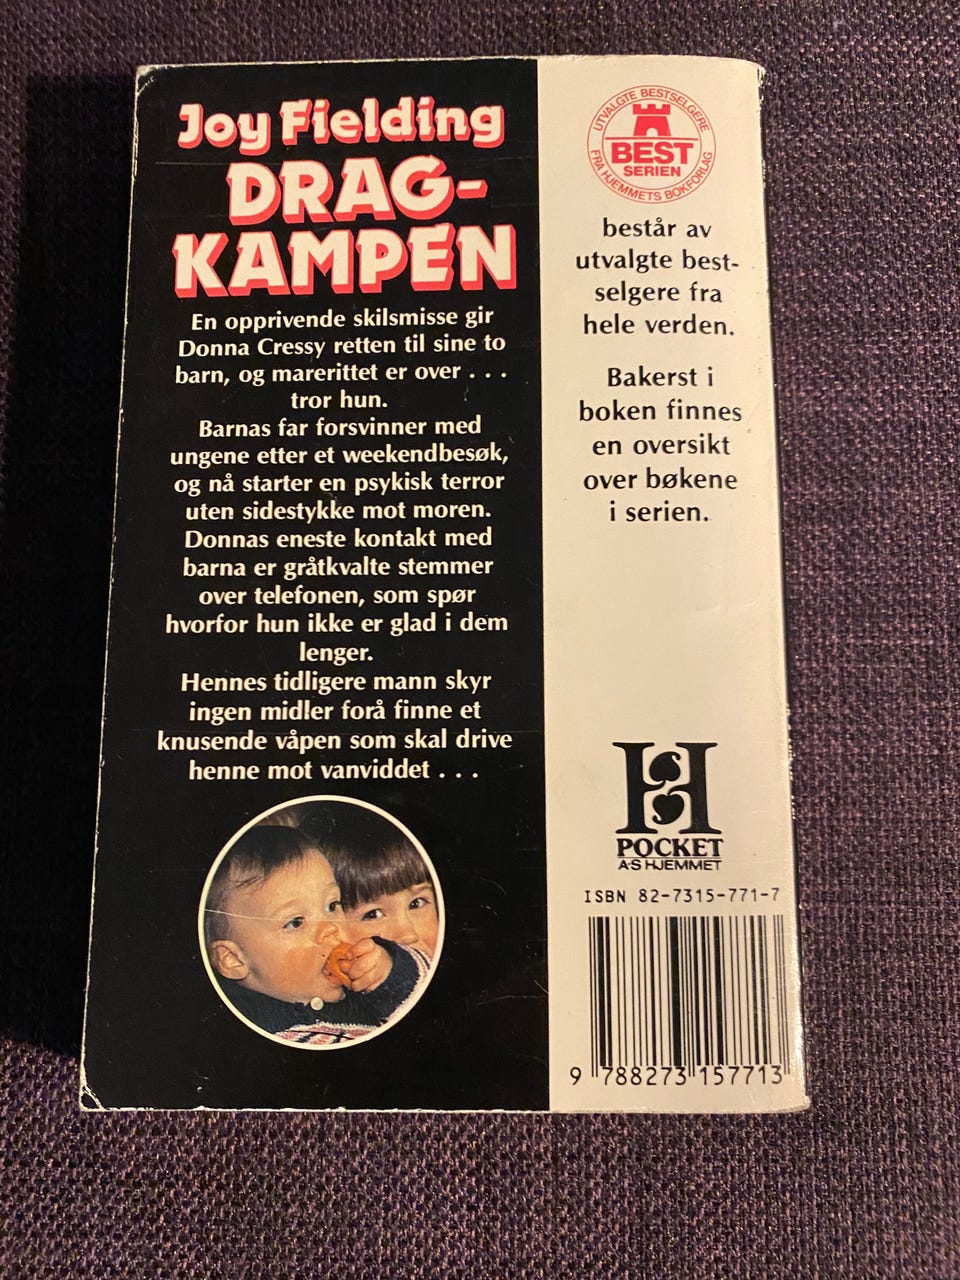 Joy Fielding
DRAG-
KAMPEN
En opprivende skilsmisse gir
Donna Cressy retten til sine to
barn, og marerittet er over . . .
tror hun.
Barnas far forsvinner med
ungene etter et weekendbesøk,
og nå starter en psykisk terror
uten sidestykke mot moren.
Donnas eneste kontakt med
barna er gråtkvalte stemmer
over telefonen, som spør
hvorfor hun ikke er glad i dem
lenger.
Hennes tidligere mann skyr
ingen midler forå finne et
knusende våpen som skal drive
henne mot vanviddet . . .
UTVALGTE BESTSELGERE
BEST
SERIEN
FRA HJEMMETS BOKFORLAG
består av
utvalgte best-
selgere fra
hele verden.
Bakerst i
boken finnes
en oversikt
over bøkene
i serien.
H
POCKET
A·S HJEMMET
ISBN 82-7315-771-7
9 788273 157713